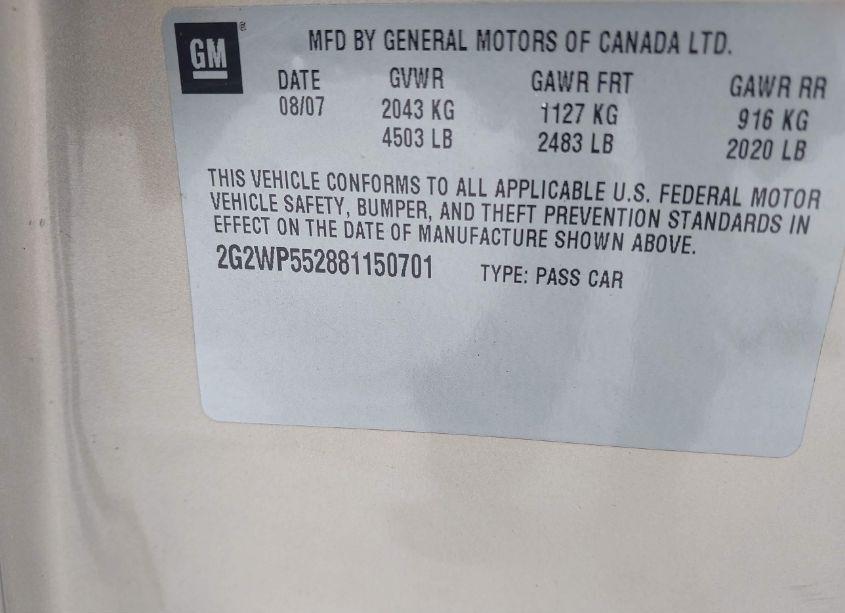 GM ®
MFD BY GENERAL MOTORS OF CANADA LTD.
DATE GVWR GAWR FRT GAWR RR
08/07 2043 KG 1127 KG 916 KG
4503 LB 2483 LB 2020 LB
THIS VEHICLE CONFORMS TO ALL APPLICABLE U.S. FEDERAL MOTOR
VEHICLE SAFETY, BUMPER, AND THEFT PREVENTION STANDARDS IN
EFFECT ON THE DATE OF MANUFACTURE SHOWN ABOVE.
2G2WP552881150701 TYPE: PASS CAR